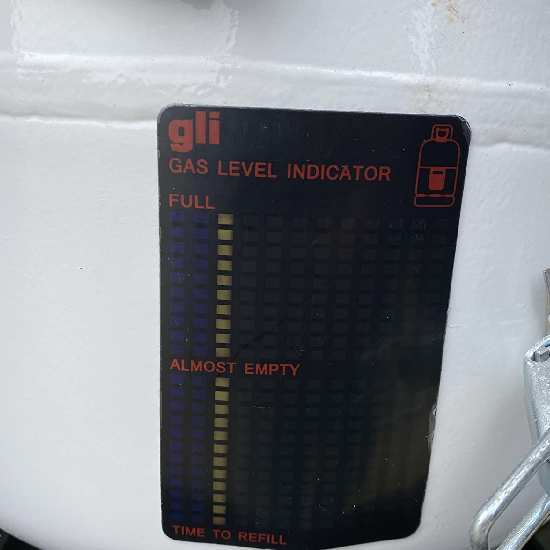 gli
GAS LEVEL INDICATOR
FULL
ALMOST EMPTY
TIME TO REFILL